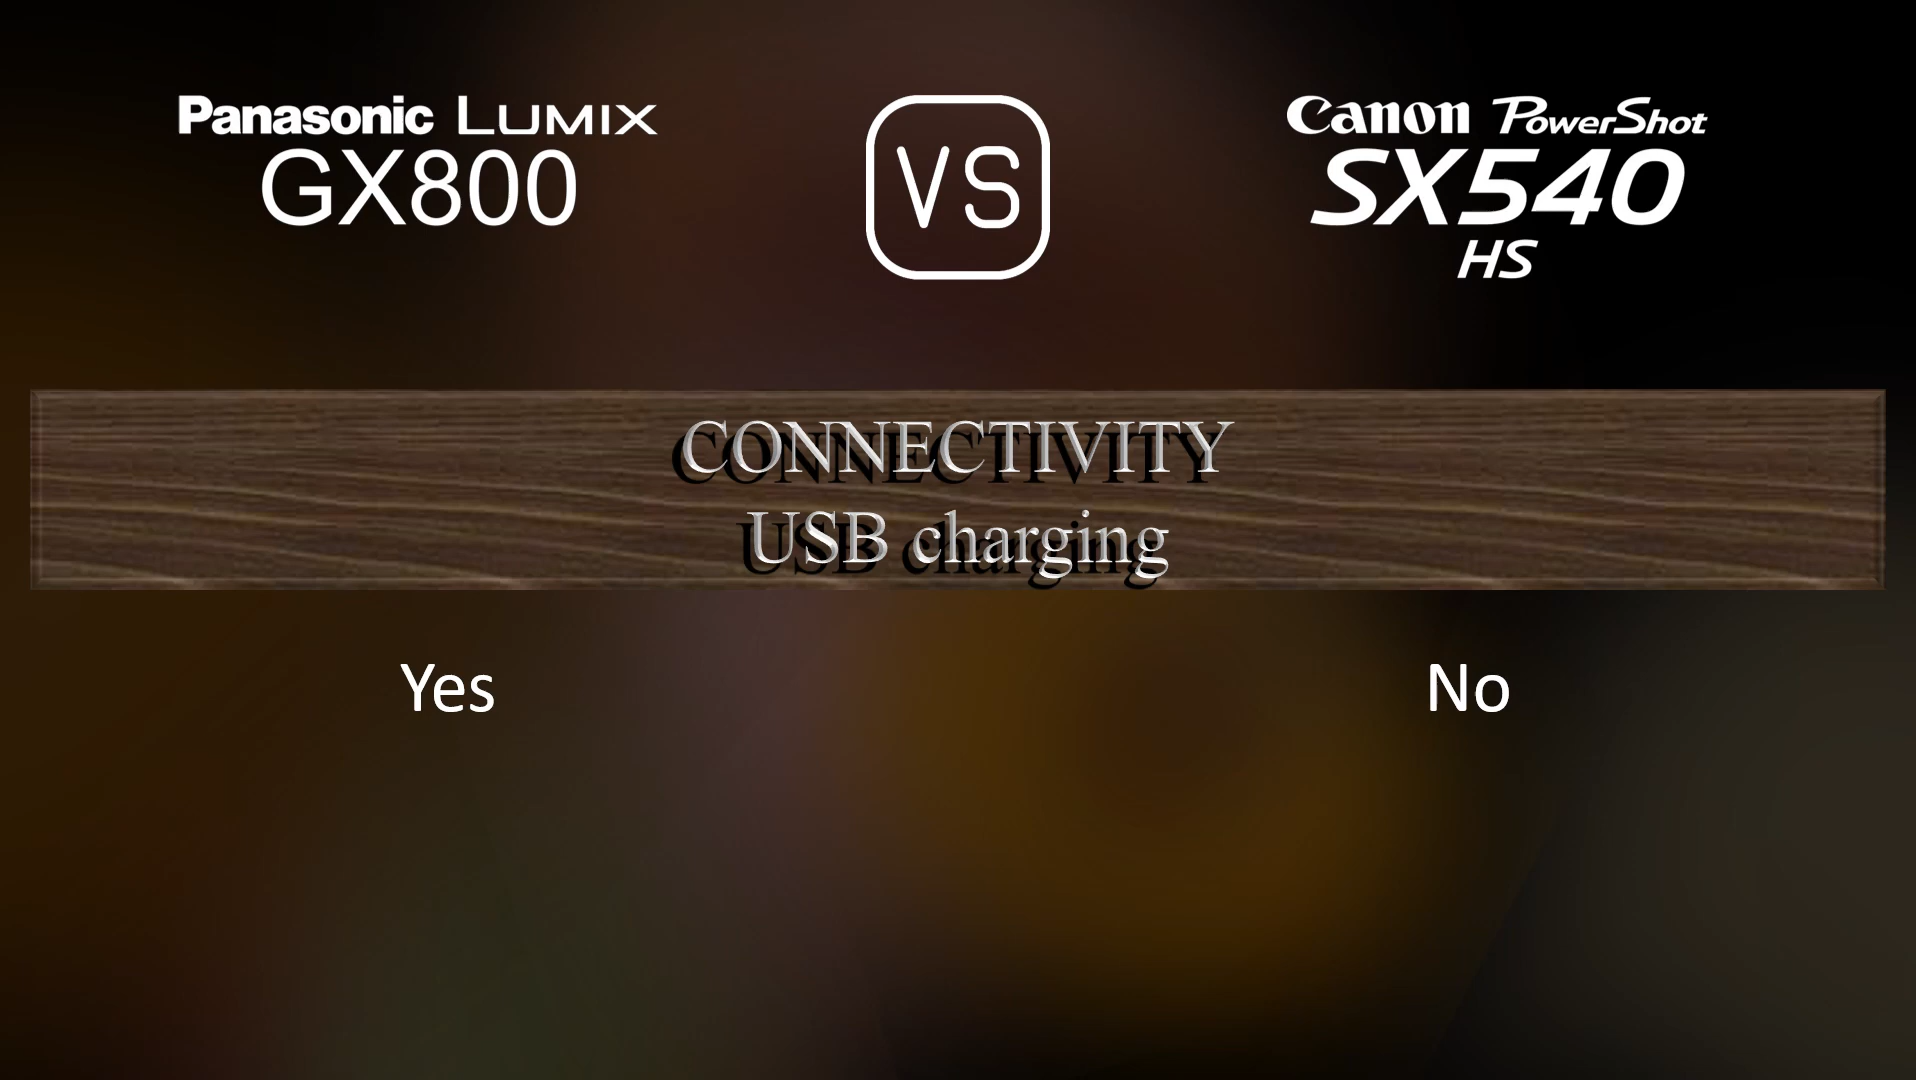 Panasonic LUMIX
GX800
VS
Canon PowerShot
SX540
HS
CONNECTIVITY
USB charging
Yes
No